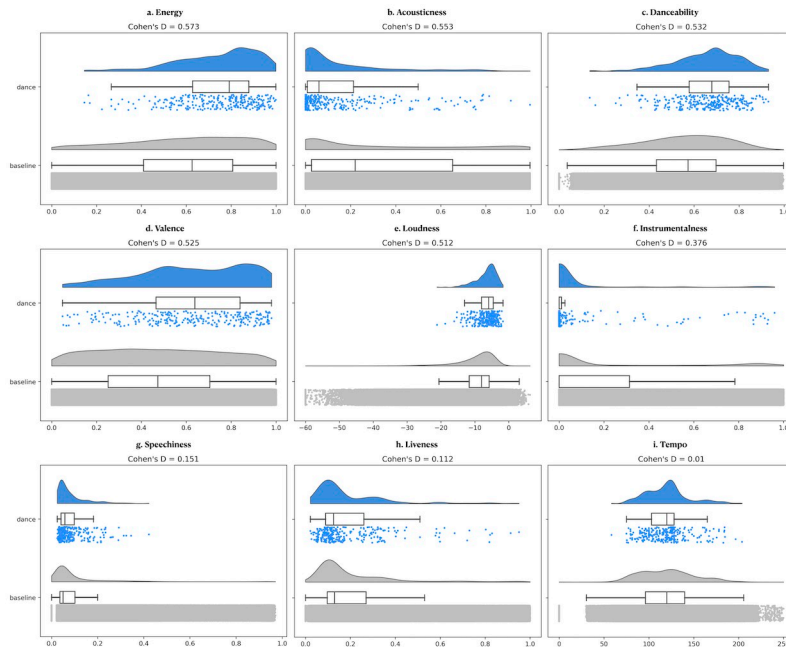 a. Energy
Cohen's D = 0.573
b. Acousticness
Cohen's D = 0.553
c. Danceability
Cohen's D = 0.532
dance
baseline
0.0 0.2 0.4 0.6 0.8 1.0
0.0 0.2 0.4 0.6 0.8 1.0
0.0 0.2 0.4 0.6 0.8 1.0
d. Valence
Cohen's D = 0.525
e. Loudness
Cohen's D = 0.512
f. Instrumentalness
Cohen's D = 0.376
dance
baseline
0.0 0.2 0.4 0.6 0.8 1.0
−60 −50 −40 −30 −20 −10 0
0.0 0.2 0.4 0.6 0.8 1.0
g. Speechiness
Cohen's D = 0.151
h. Liveness
Cohen's D = 0.112
i. Tempo
Cohen's D = 0.01
dance
baseline
0.0 0.2 0.4 0.6 0.8 1.0
0.0 0.2 0.4 0.6 0.8 1.0
0 50 100 150 200